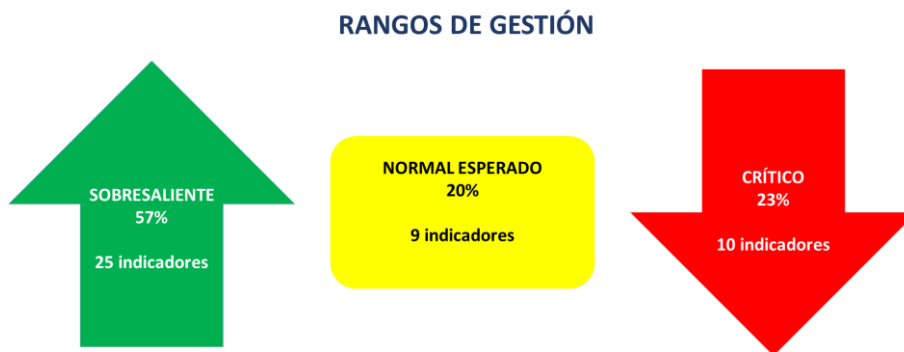 RANGOS DE GESTIÓN
SOBRESALIENTE
57%
25 indicadores
NORMAL ESPERADO
20%
9 indicadores
CRÍTICO
23%
10 indicadores